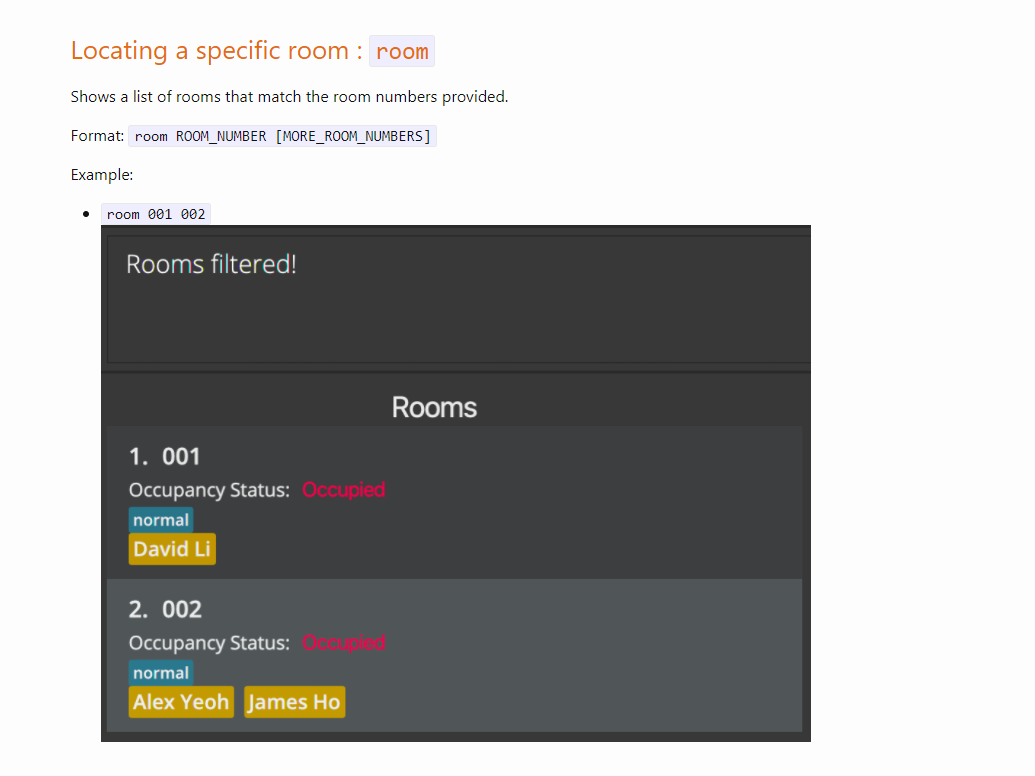 Locating a specific room : room
Shows a list of rooms that match the room numbers provided.
Format: room ROOM_NUMBER [MORE_ROOM_NUMBERS]
Example:
• room 001 002
Rooms filtered!
Rooms
1. 001
Occupancy Status: Occupied
normal
David Li
2. 002
Occupancy Status: Occupied
normal
Alex Yeoh James Ho